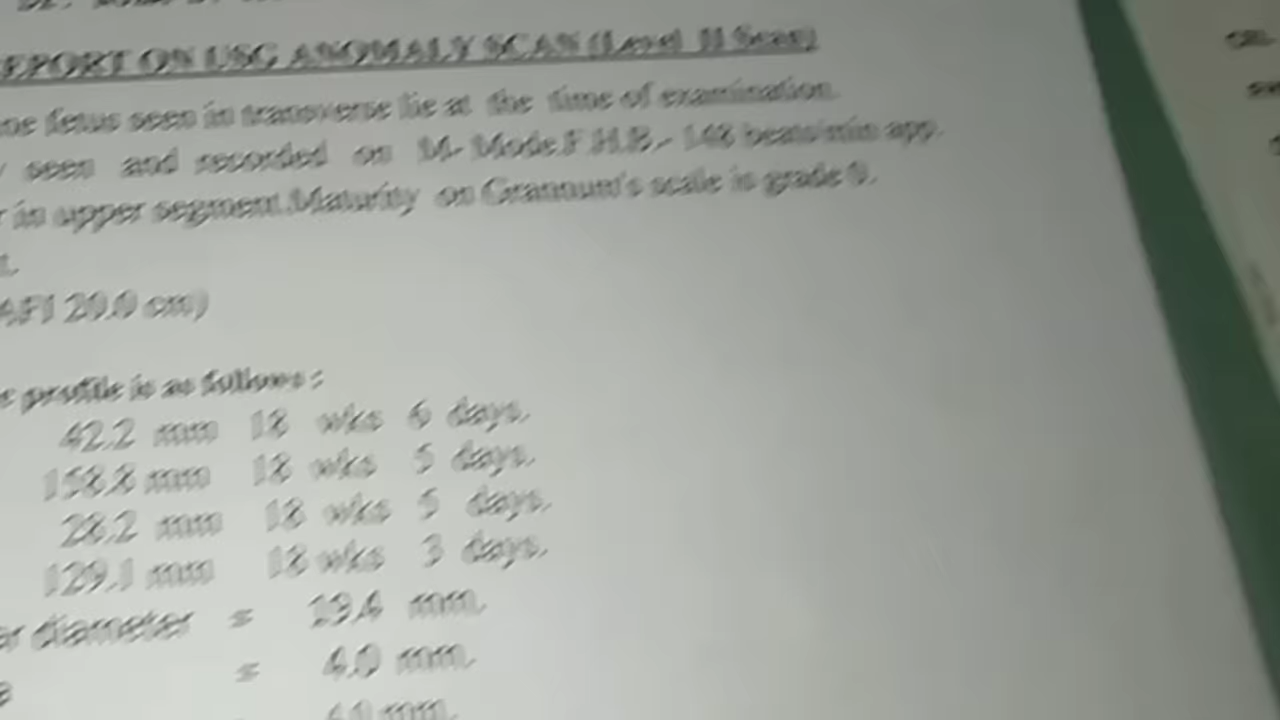 REPORT ON USG ANOMALY SCAN (Level II Scan)
one fetus seen in transverse lie at the time of examination.
seen and recorded on M- Mode.F.H.B.- 148 beats/min app.
in upper segment.Maturity on Grannum's scale is grade 0.
AFI 20.0 cm)
profile is as follows :
42.2 mm 18 wks 6 days.
158.8 mm 18 wks 5 days.
28.2 mm 18 wks 5 days.
129.1 mm 18 wks 3 days.
diameter = 19.4 mm.
= 4.0 mm.
mm.